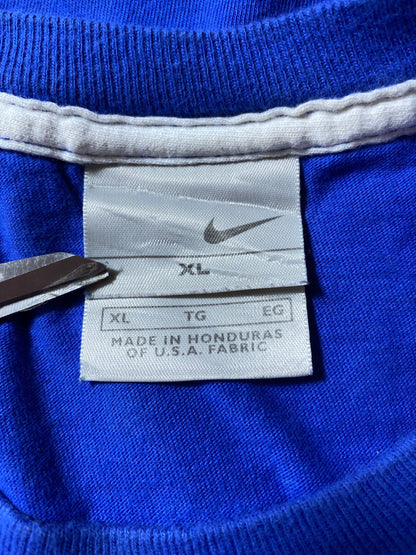 XL
XL TG EG
MADE IN HONDURAS
OF U.S.A. FABRIC